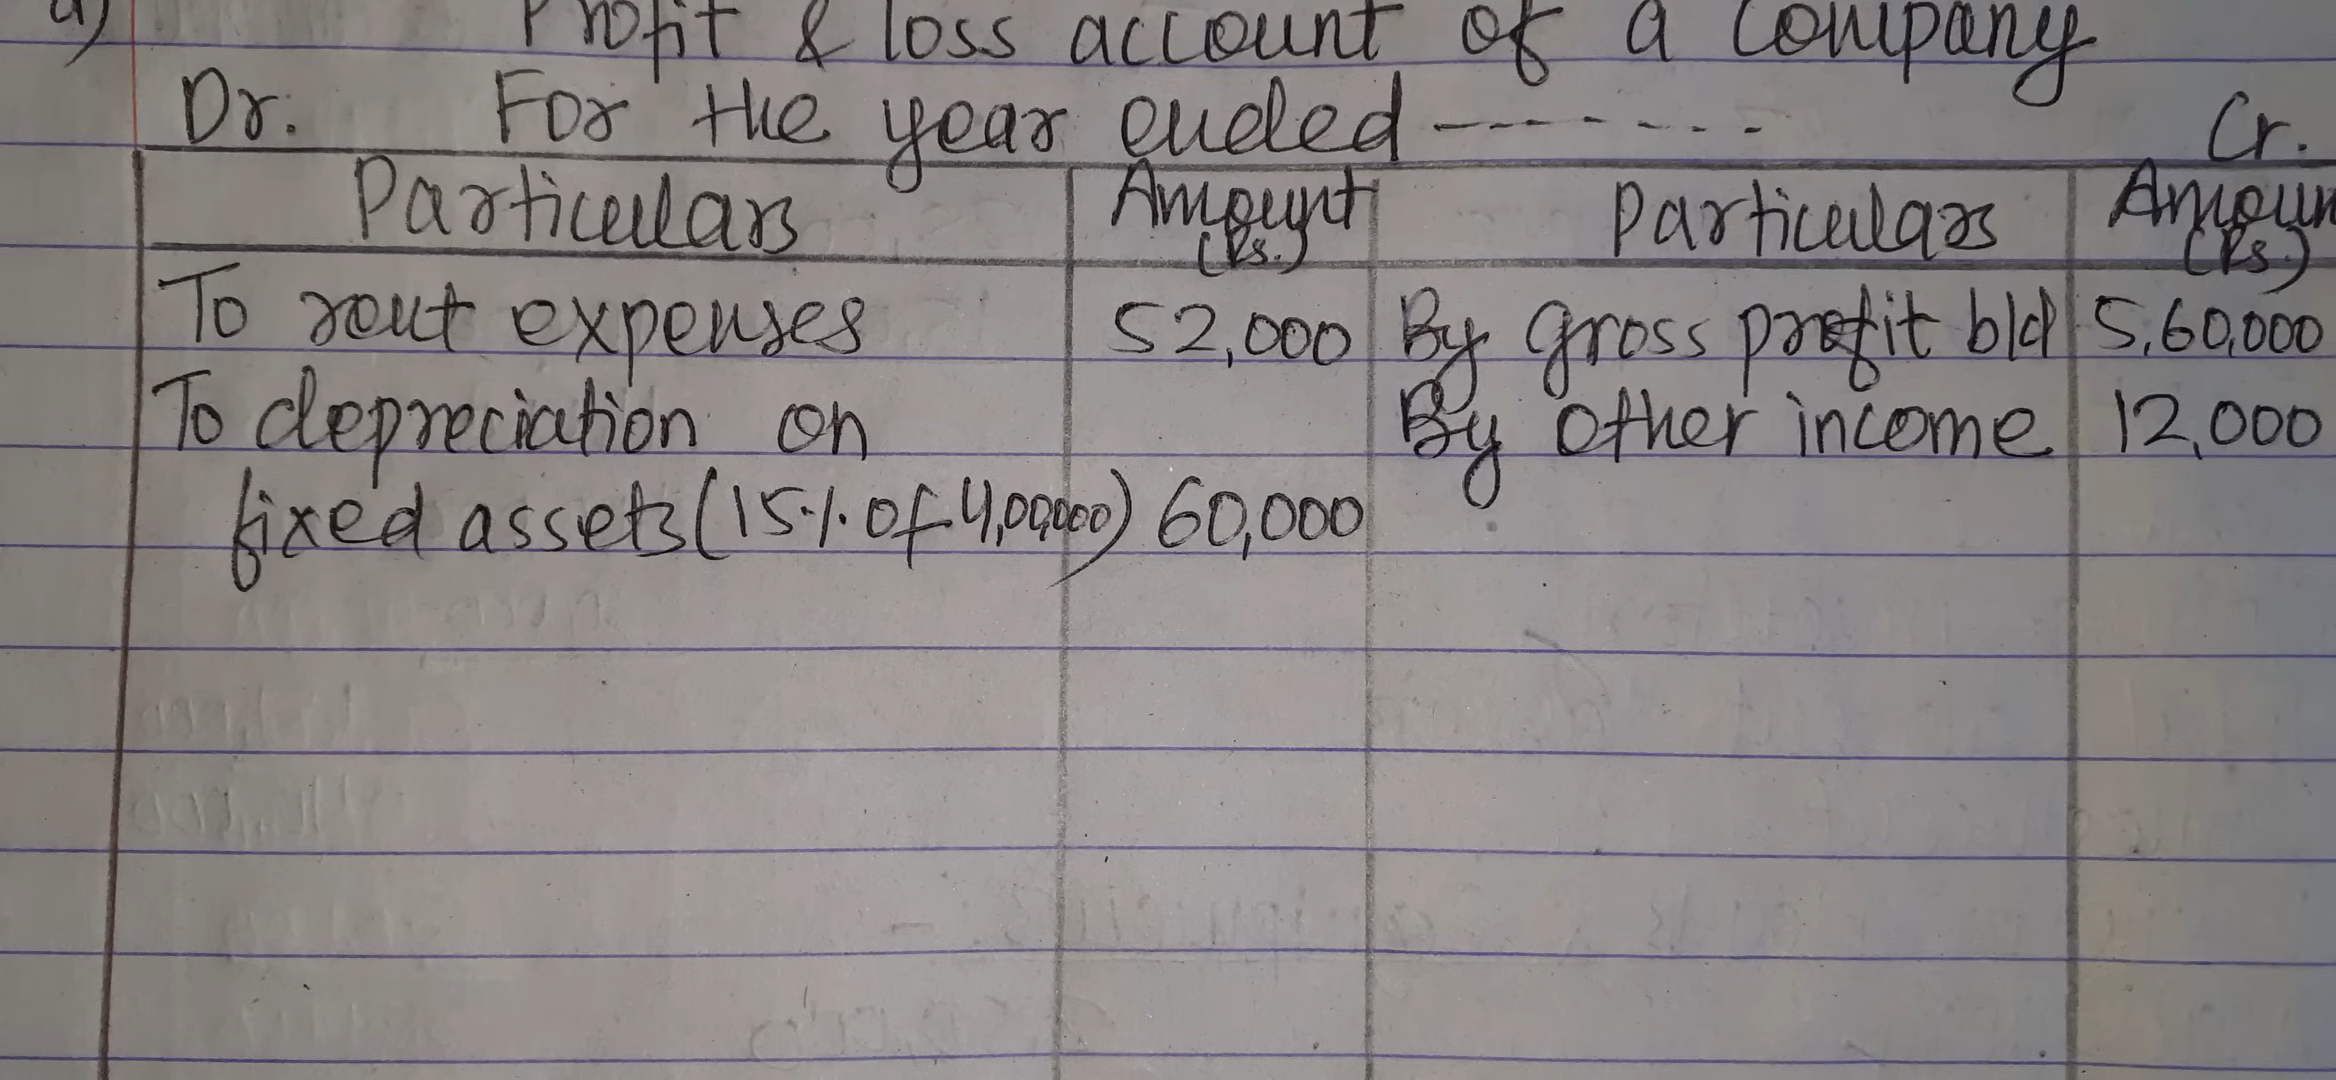 a) Profit & loss account of a company
Dr. For the year ended ------- Cr.
Particulars Amount (Rs.) Particulars Amoun (Rs.)
To rent expenses 52,000 By gross profit b/d 5,60,000
To depreciation on By other income 12,000
fixed assets (15% of 4,00,000) 60,000